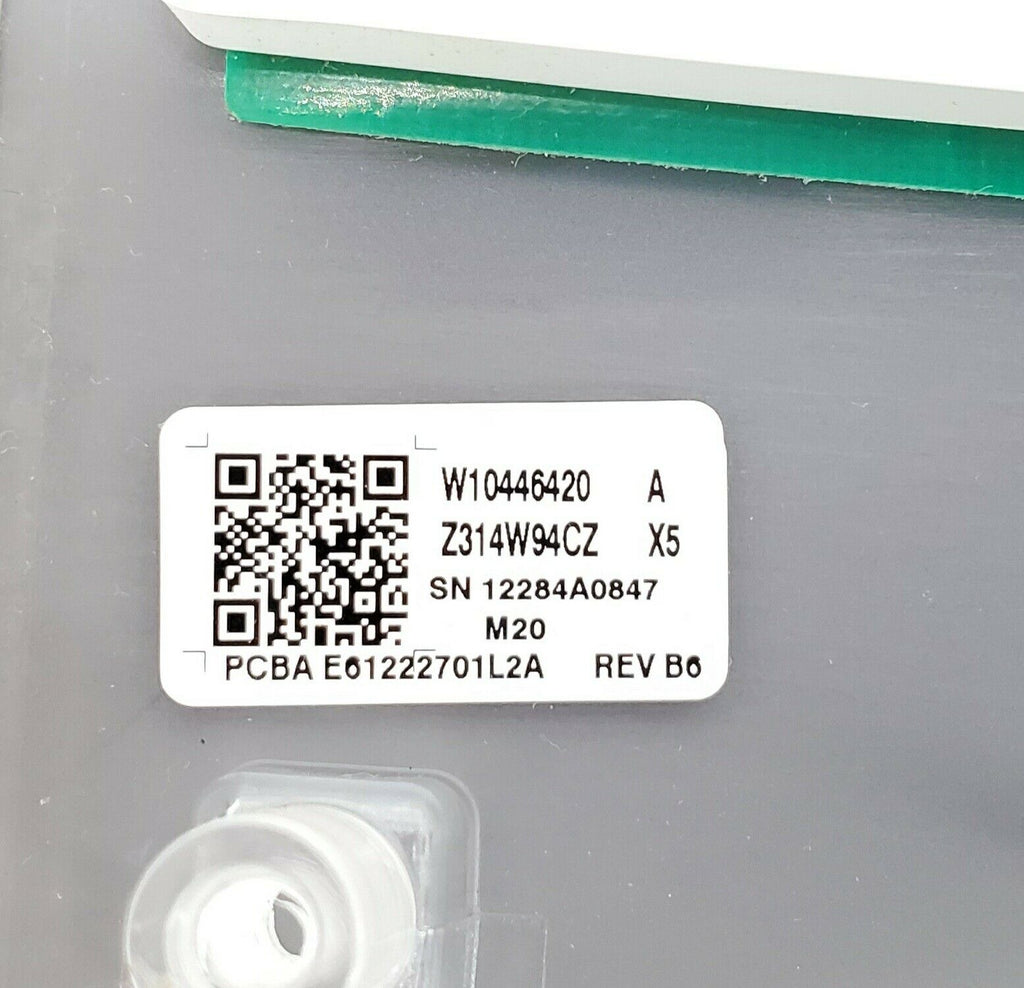 W10446420 A
Z314W94CZ X5
SN 12284A0847
M20
PCBA E61222701L2A REV B6